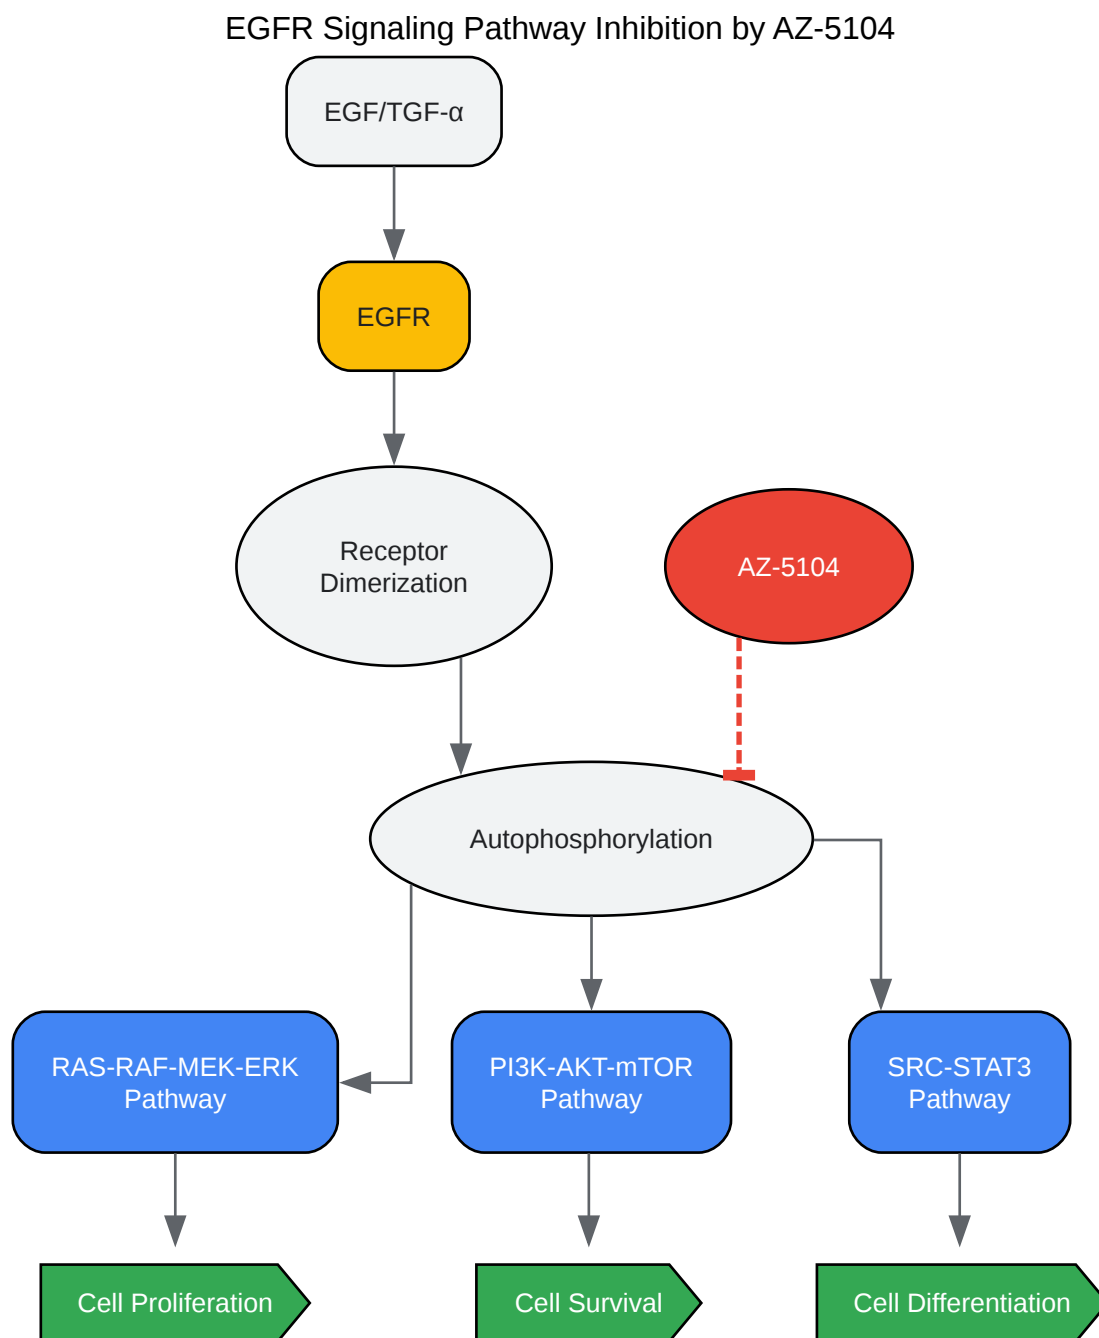 EGFR Signaling Pathway Inhibition by AZ-5104
EGF/TGF-α
EGFR
Receptor
Dimerization
AZ-5104
Autophosphorylation
RAS-RAF-MEK-ERK
Pathway
PI3K-AKT-mTOR
Pathway
SRC-STAT3
Pathway
Cell Proliferation
Cell Survival
Cell Differentiation